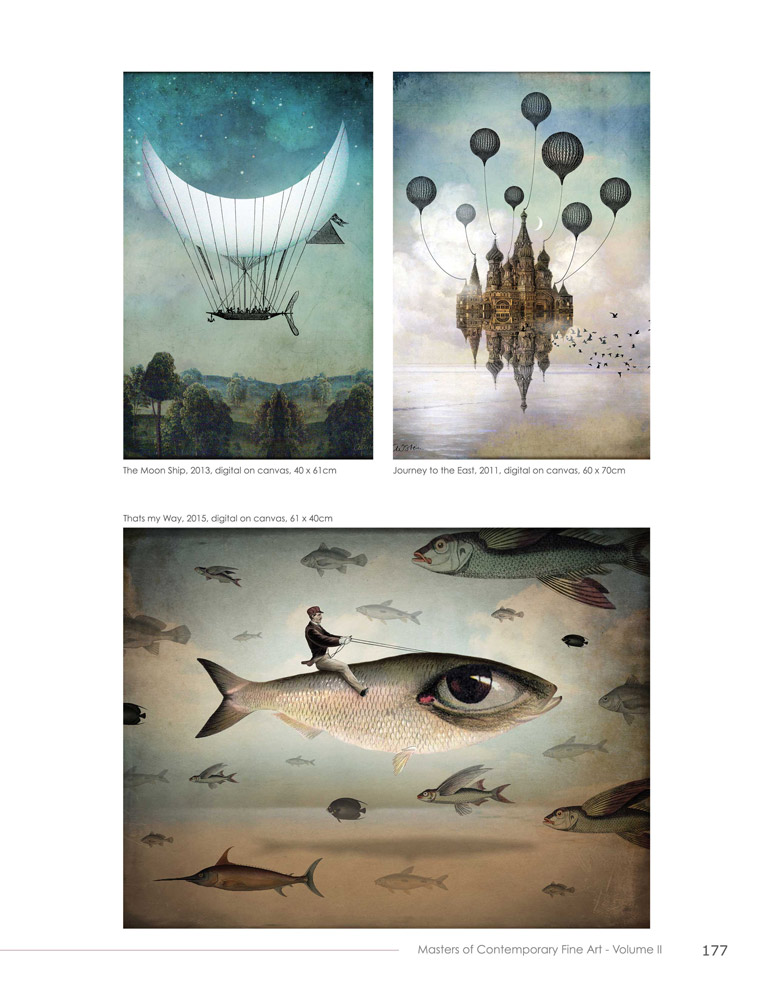 The Moon Ship, 2013, digital on canvas, 40 x 61cm
Journey to the East, 2011, digital on canvas, 60 x 70cm
Thats my Way, 2015, digital on canvas, 61 x 40cm
Masters of Contemporary Fine Art - Volume II
177